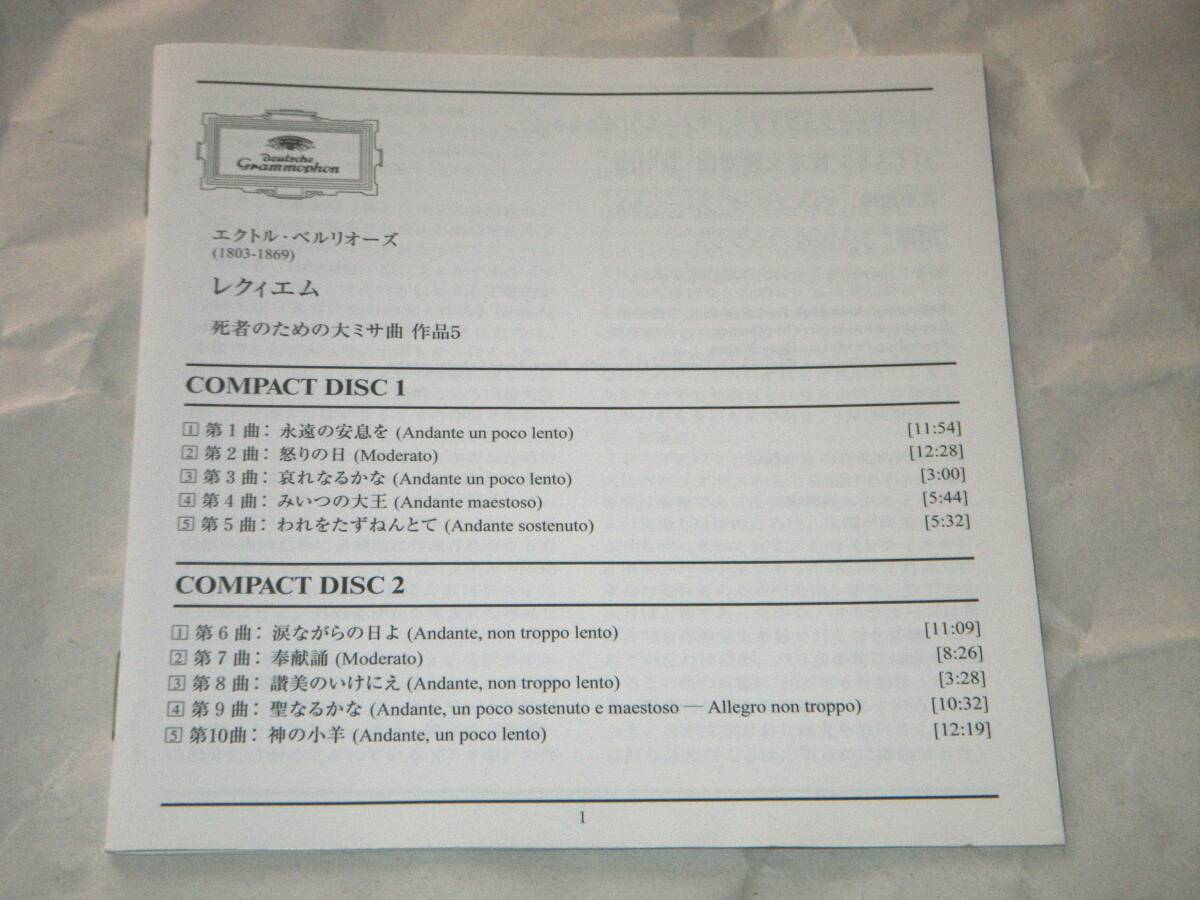 Deutsche
Grammophon
エクトル・ベルリオーズ
(1803-1869)
レクィエム
死者のための大ミサ曲 作品5
COMPACT DISC 1
1 第1曲: 永遠の安息を (Andante un poco lento) [11:54]
2 第2曲: 怒りの日 (Moderato) [12:28]
3 第3曲: 哀れなるかな (Andante un poco lento) [3:00]
4 第4曲: みいつの大王 (Andante maestoso) [5:44]
5 第5曲: われをたずねんとて (Andante sostenuto) [5:32]
COMPACT DISC 2
1 第6曲: 涙ながらの日よ (Andante, non troppo lento) [11:09]
2 第7曲: 奉献誦 (Moderato) [8:26]
3 第8曲: 讃美のいけにえ (Andante, non troppo lento) [3:28]
4 第9曲: 聖なるかな (Andante, un poco sostenuto e maestoso — Allegro non troppo) [10:32]
5 第10曲: 神の小羊 (Andante, un poco lento) [12:19]
1